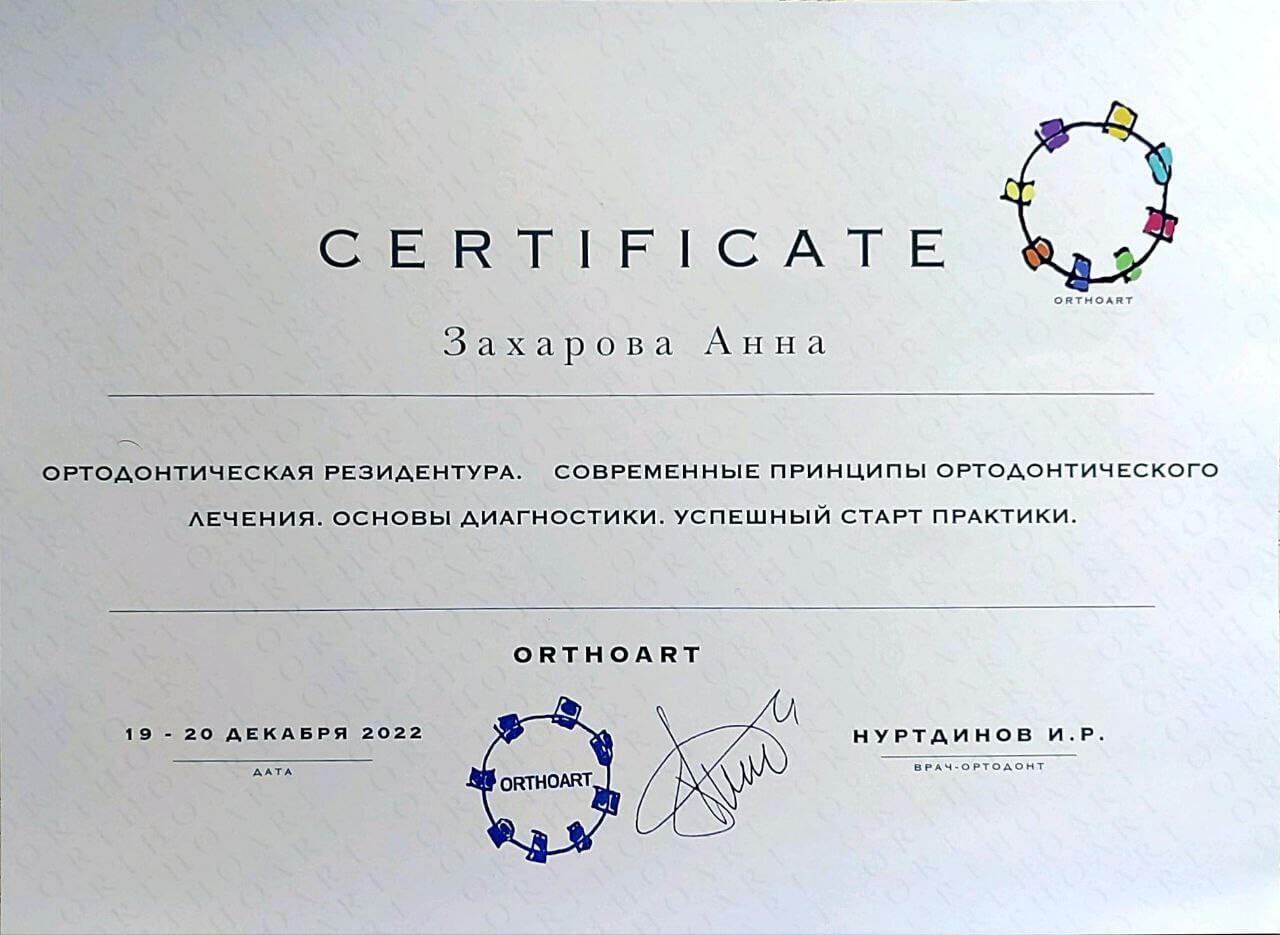 CERTIFICATE
ORTHOART
Захарова Анна
ОРТОДОНТИЧЕСКАЯ РЕЗИДЕНТУРА. СОВРЕМЕННЫЕ ПРИНЦИПЫ ОРТОДОНТИЧЕСКОГО
ЛЕЧЕНИЯ. ОСНОВЫ ДИАГНОСТИКИ. УСПЕШНЫЙ СТАРТ ПРАКТИКИ.
ORTHOART
19 - 20 ДЕКАБРЯ 2022
ДАТА
ORTHOART
НУРТДИНОВ И.Р.
ВРАЧ-ОРТОДОНТ